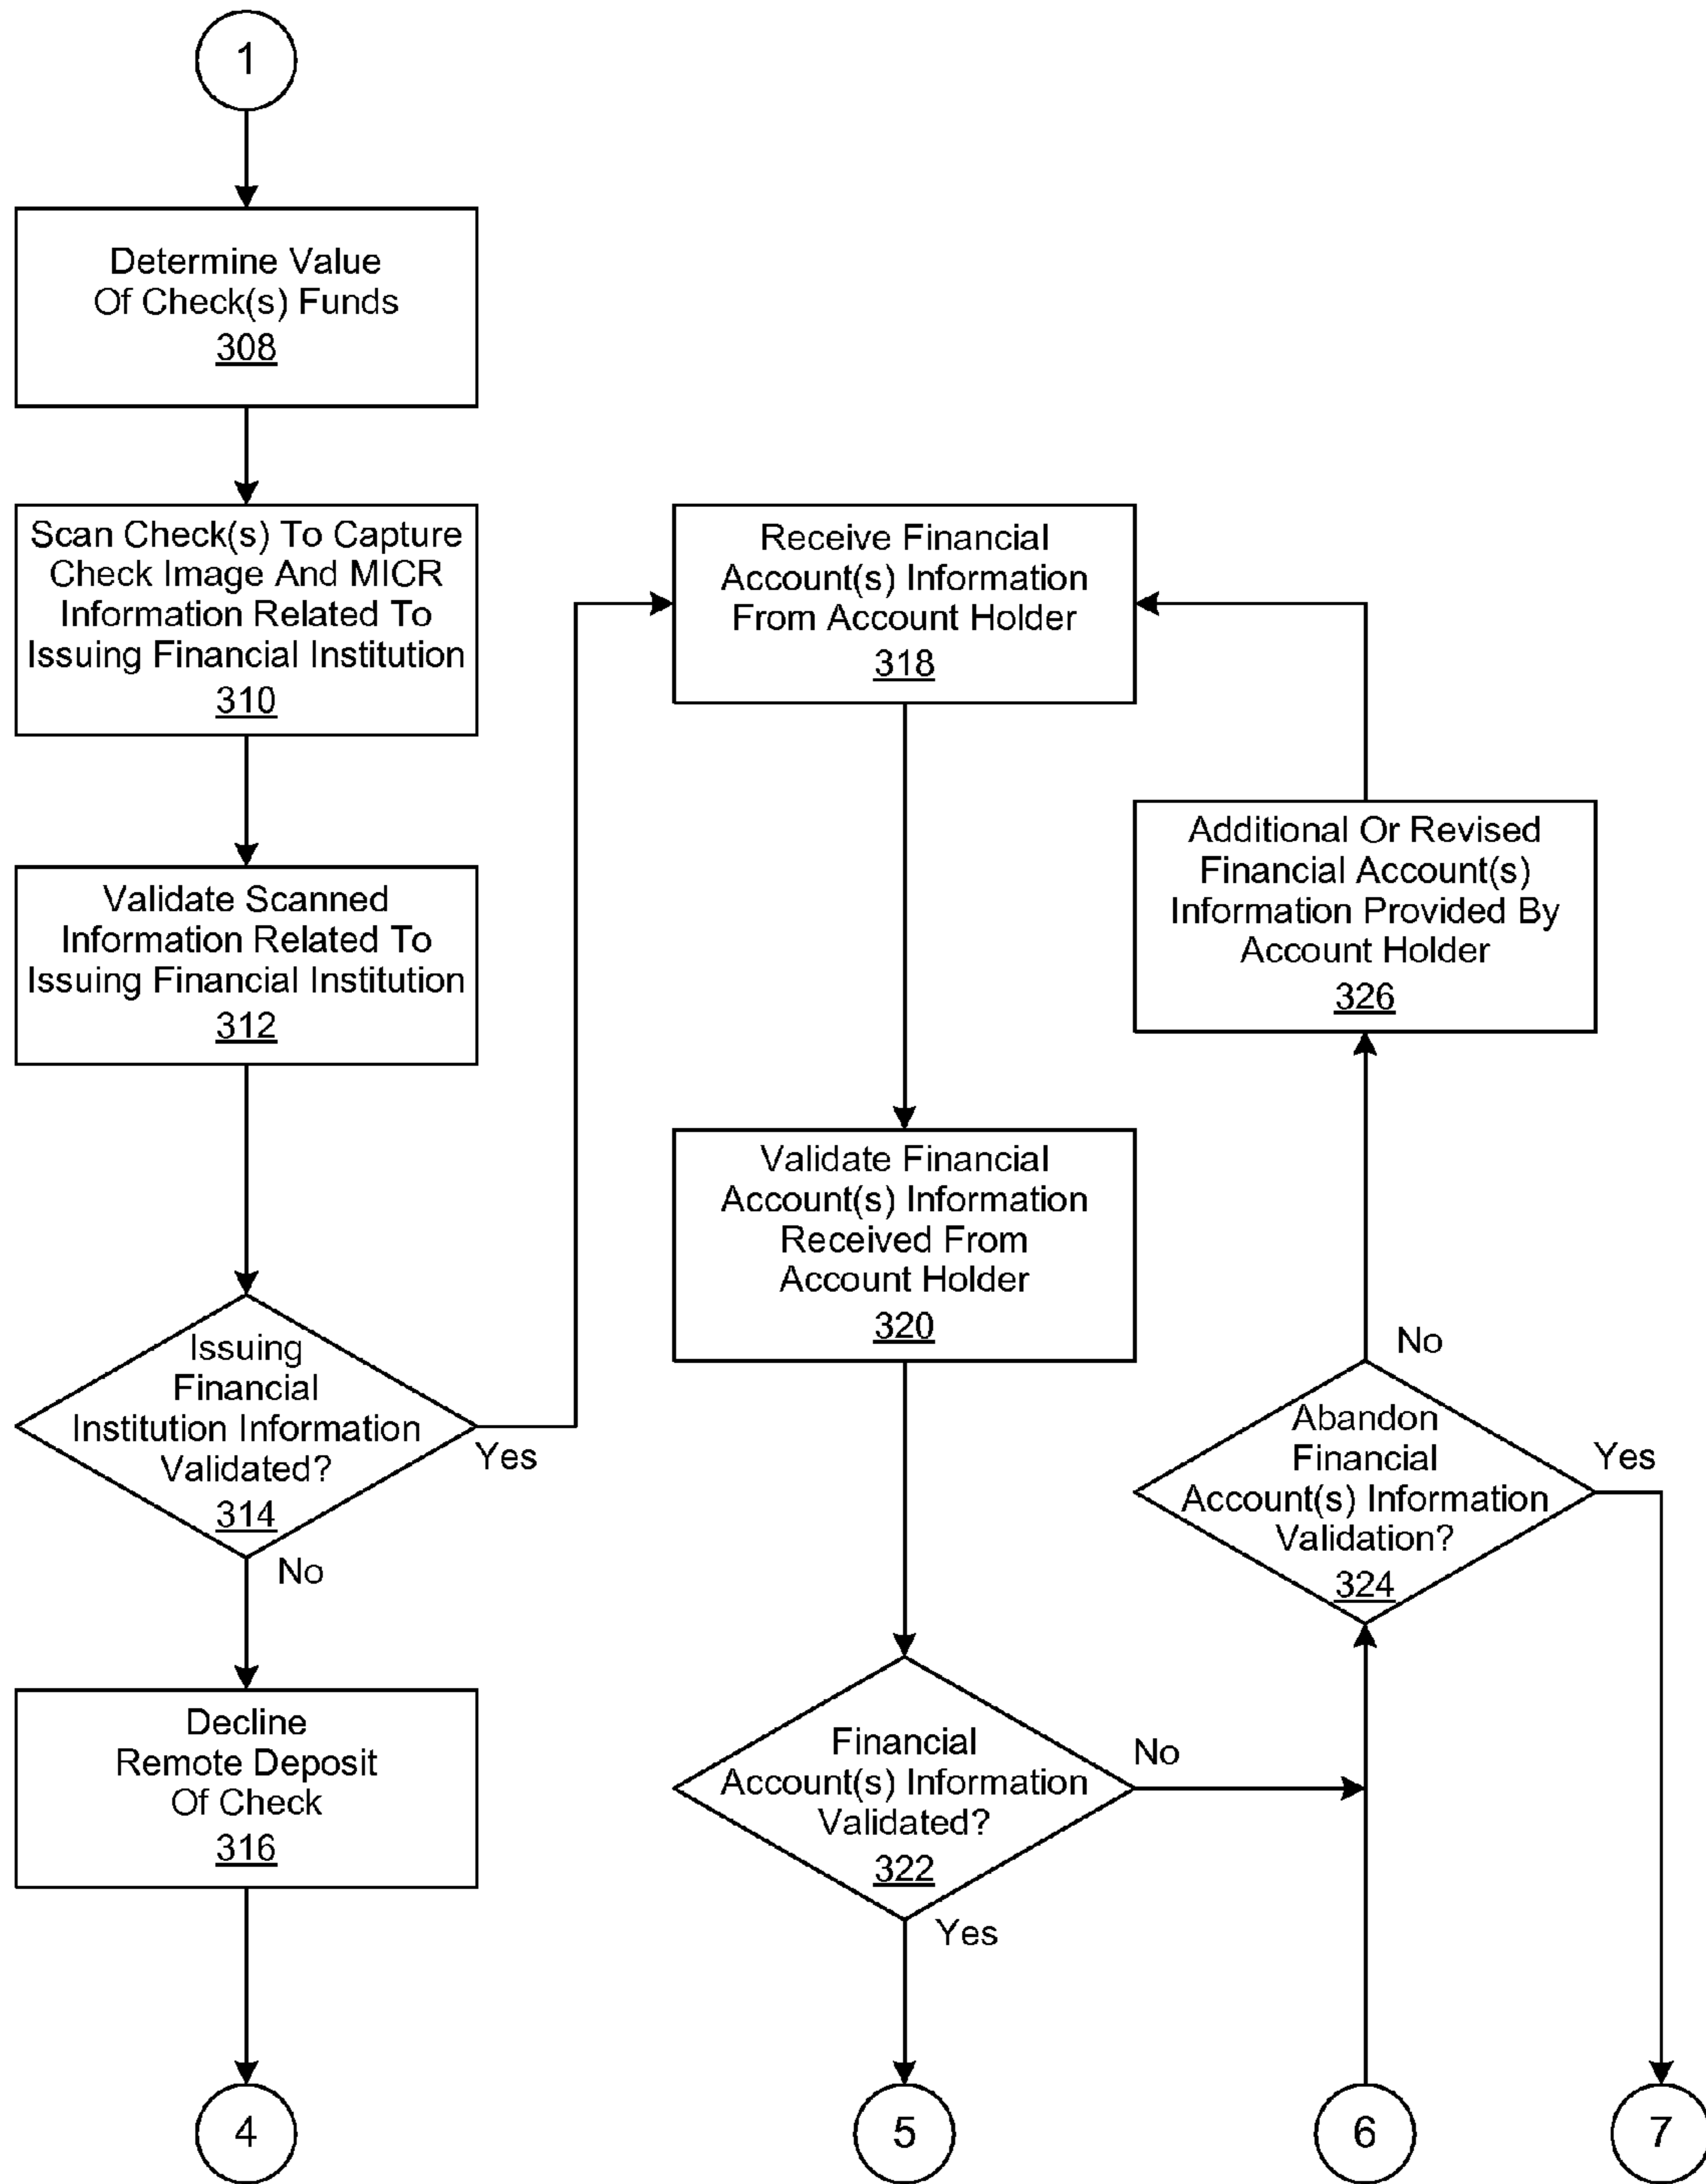 1
Determine Value
Of Check(s) Funds
308
Scan Check(s) To Capture
Check Image And MICR
Information Related To
Issuing Financial Institution
310
Validate Scanned
Information Related To
Issuing Financial Institution
312
Issuing
Financial
Institution Information
Validated?
314
Yes
No
Decline
Remote Deposit
Of Check
316
4
Receive Financial
Account(s) Information
From Account Holder
318
Validate Financial
Account(s) Information
Received From
Account Holder
320
Financial
Account(s) Information
Validated?
322
No
Yes
5
Additional Or Revised
Financial Account(s)
Information Provided By
Account Holder
326
No
Abandon
Financial
Account(s) Information
Validation?
324
Yes
6
7